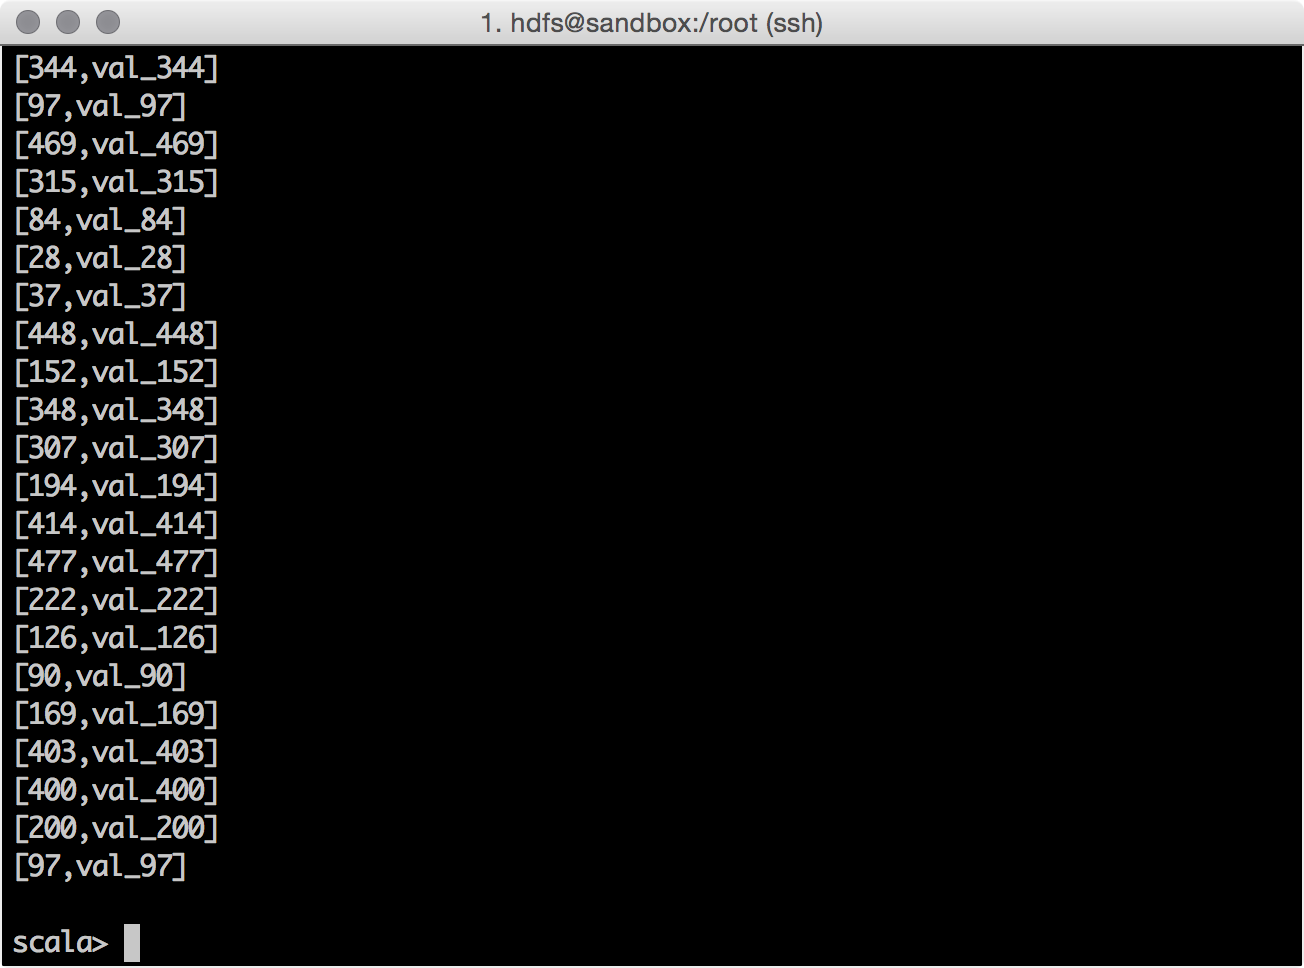 1. hdfs@sandbox:/root (ssh)
[344,val_344]
[97,val_97]
[469,val_469]
[315,val_315]
[84,val_84]
[28,val_28]
[37,val_37]
[448,val_448]
[152,val_152]
[348,val_348]
[307,val_307]
[194,val_194]
[414,val_414]
[477,val_477]
[222,val_222]
[126,val_126]
[90,val_90]
[169,val_169]
[403,val_403]
[400,val_400]
[200,val_200]
[97,val_97]
scala>